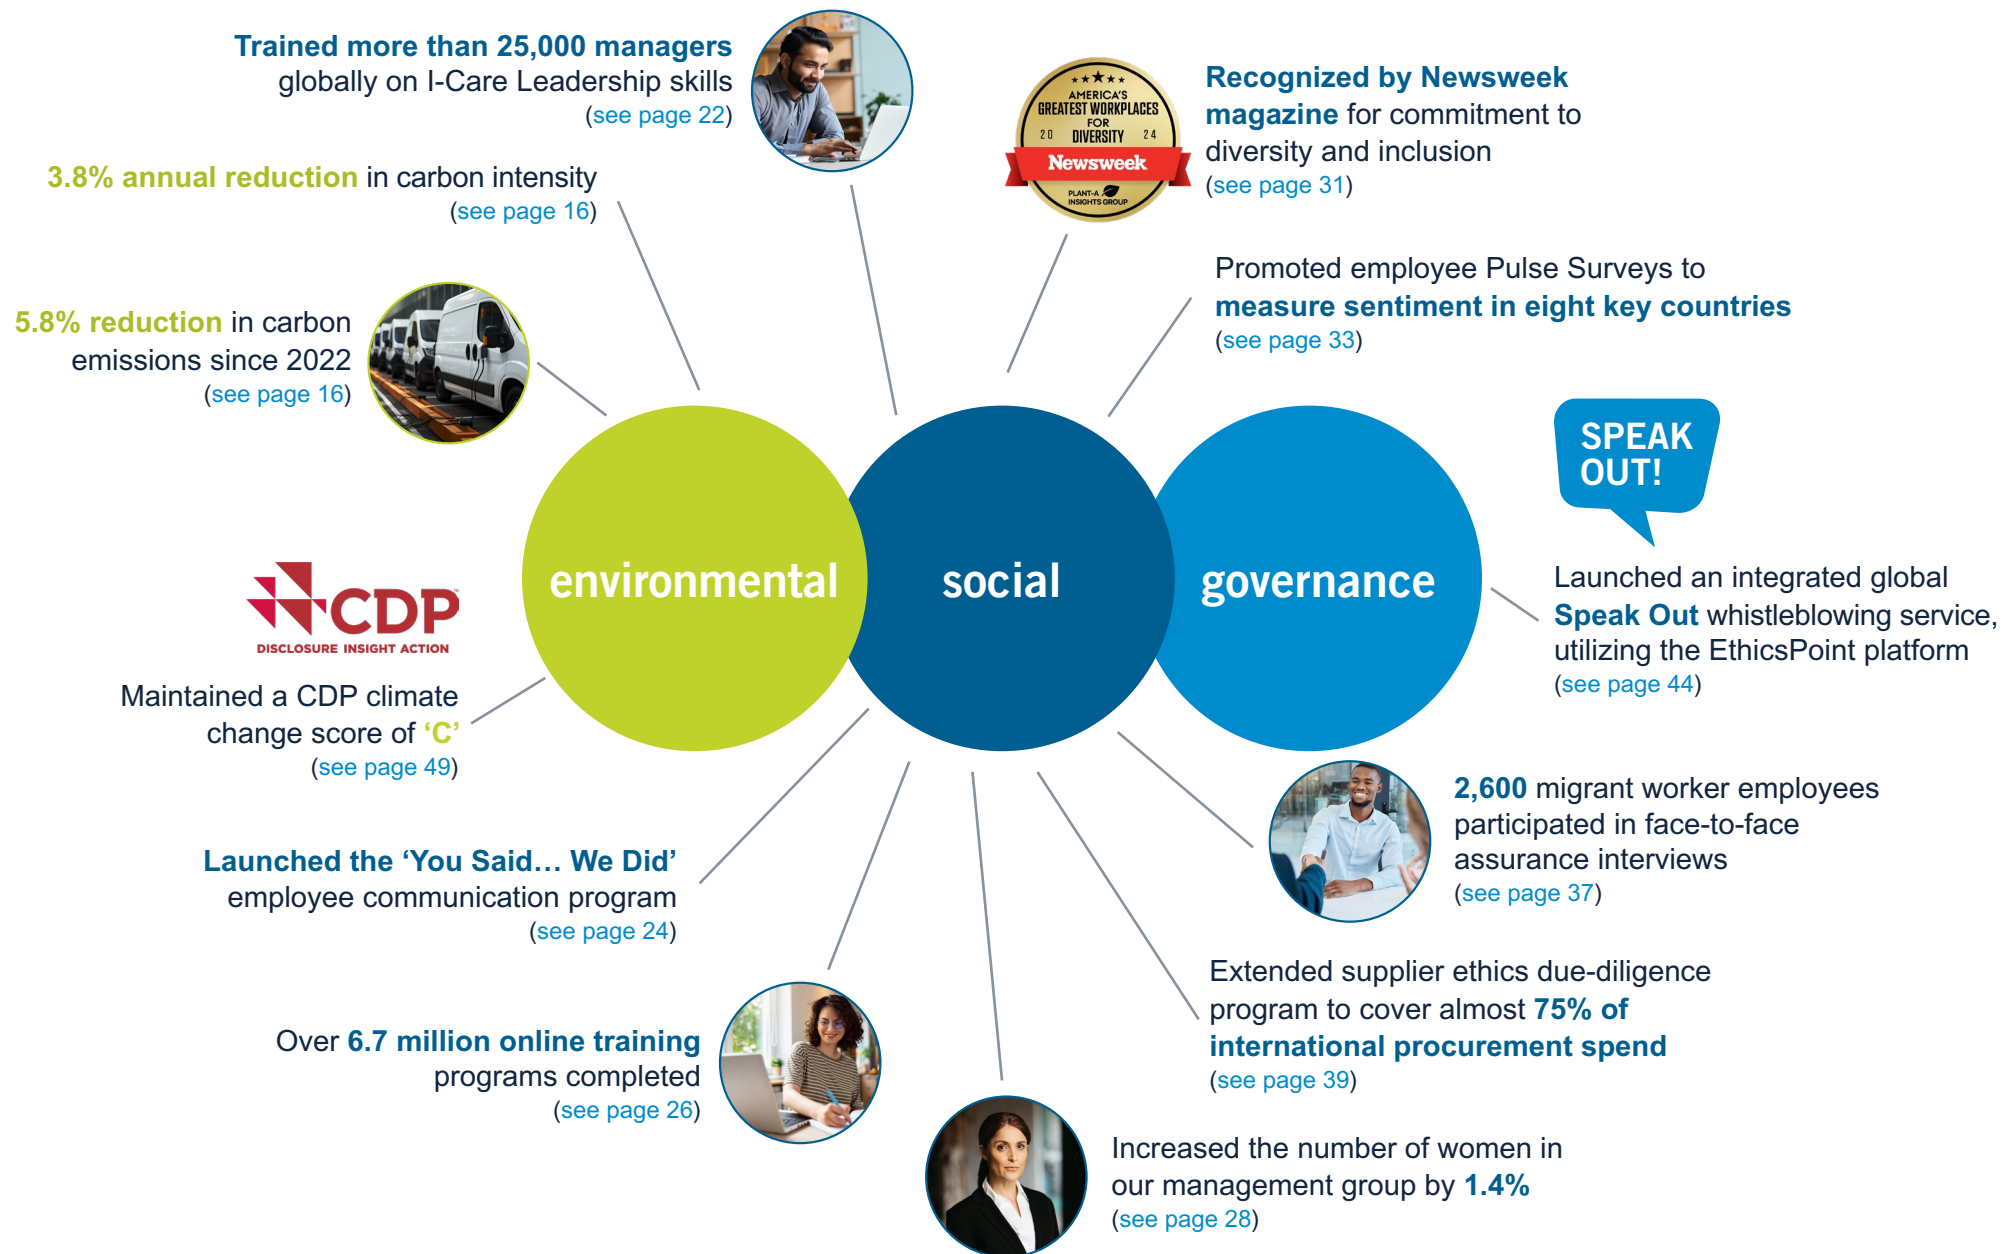 Trained more than 25,000 managers
globally on I-Care Leadership skills
(see page 22)
★★★★★
AMERICA'S
GREATEST WORKPLACES
FOR
20 DIVERSITY 24
Newsweek
PLANT-A
INSIGHTS GROUP
Recognized by Newsweek
magazine for commitment to
diversity and inclusion
(see page 31)
3.8% annual reduction in carbon intensity
(see page 16)
Promoted employee Pulse Surveys to
measure sentiment in eight key countries
(see page 33)
5.8% reduction in carbon
emissions since 2022
(see page 16)
SPEAK
OUT!
environmental
social
governance
CDP
DISCLOSURE INSIGHT ACTION
Launched an integrated global
Speak Out whistleblowing service,
utilizing the EthicsPoint platform
(see page 44)
Maintained a CDP climate
change score of ‘C’
(see page 49)
2,600 migrant worker employees
participated in face-to-face
assurance interviews
(see page 37)
Launched the ‘You Said… We Did’
employee communication program
(see page 24)
Extended supplier ethics due-diligence
program to cover almost 75% of
international procurement spend
(see page 39)
Over 6.7 million online training
programs completed
(see page 26)
Increased the number of women in
our management group by 1.4%
(see page 28)